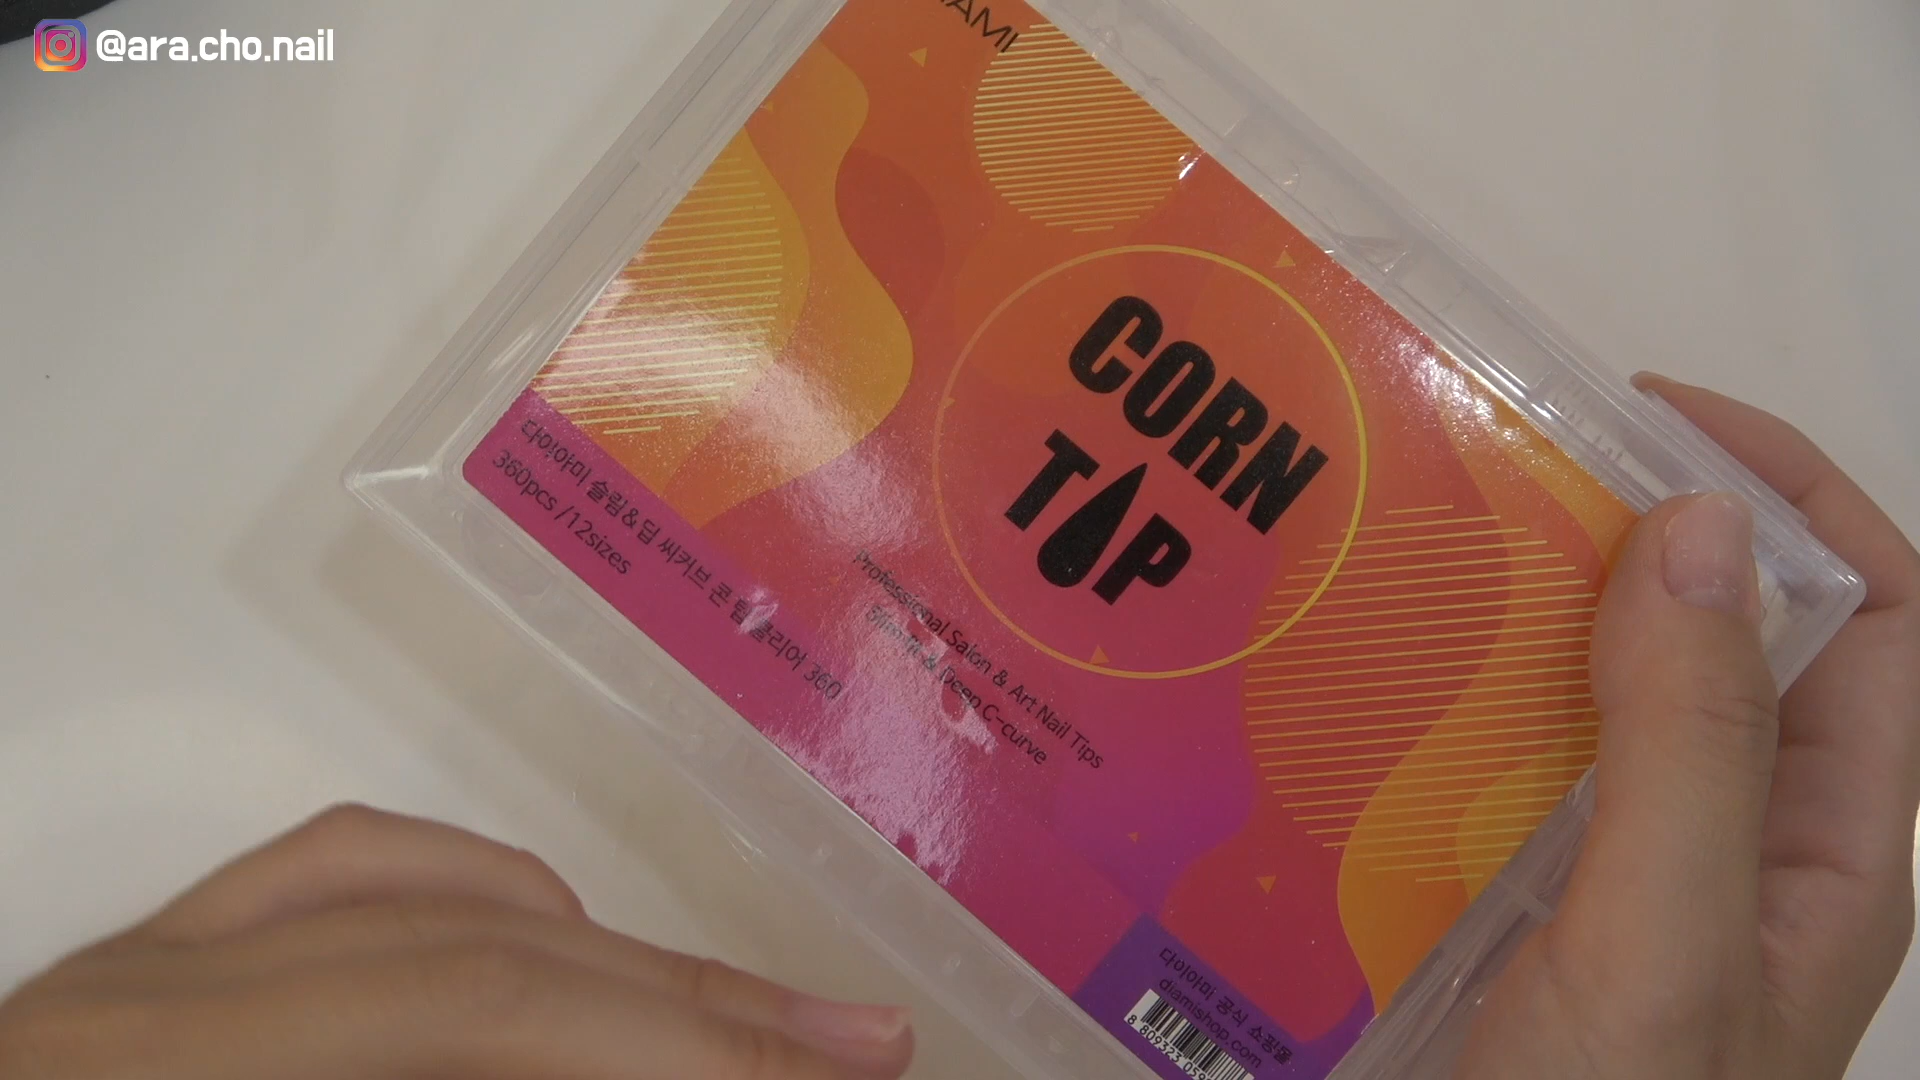 @ara.cho.nail
CORN
TIP
Professional Salon & Art Nail Tips
Slim fit & Deep C-curve
다이아미 슬림&딥 씨커브 콘 팁 클리어 360
360pcs /12sizes
다이아미 공식 쇼핑몰
diamishop.com